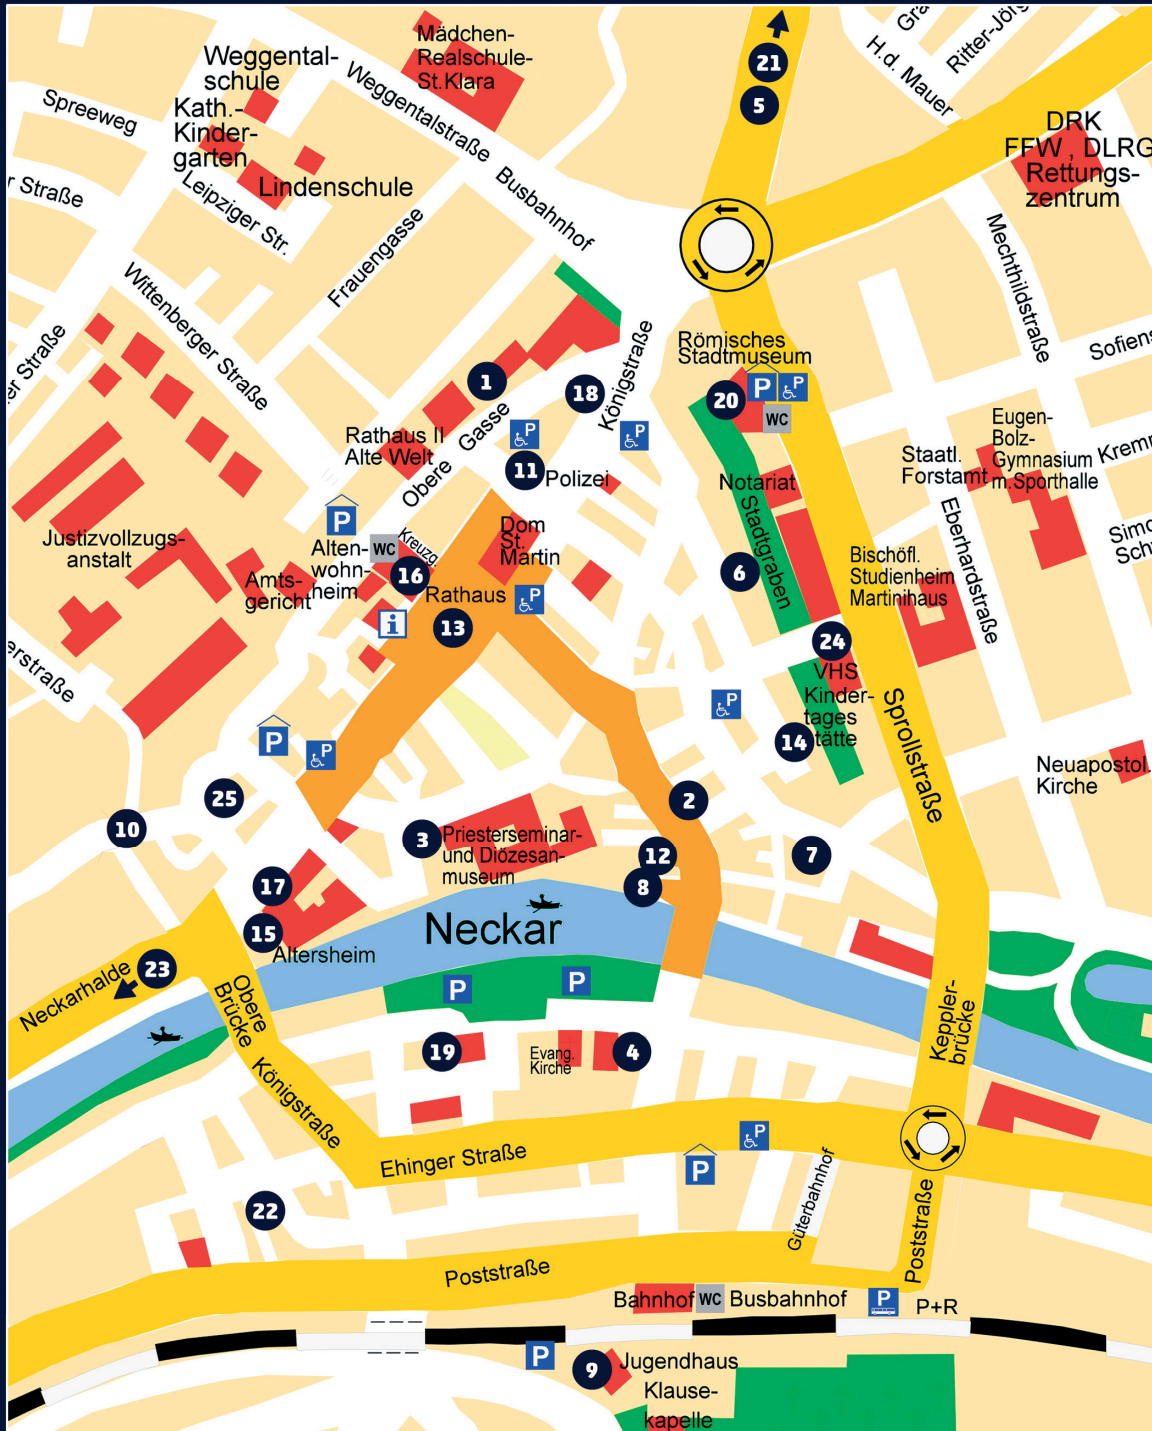 Mädchen-
Realschule-
St.Klara
Weggental-
schule
Kath.-
Kinder-
garten
Lindenschule
Spreeweg
Weggentalstraße
Busbahnhof
Leipziger Str.
Frauengasse
Wittenberger Straße
r Straße
er Straße
21
5
H.d. Mauer
Ritter-Jörg
Gra
DRK
FFW , DLRG
Rettungs-
zentrum
Mechthildstraße
Sofiens
Königstraße
Römisches
Stadtmuseum
P
P
20
WC
1
18
Rathaus II
Alte Welt
Obere Gasse
P
P
11
Polizei
Notariat
Stadtgraben
6
Staatl.
Forstamt
Eugen-
Bolz-
Gymnasium
m.Sporthalle
Kremm
Simo
Sch
Eberhardstraße
Bischöfl.
Studienheim
Martinihaus
Justizvollzugs-
anstalt
Amts-
gericht
P
Alten-
wohn-
heim
WC
Kreuzg.
16
Rathaus
i
13
Dom
St.
Martin
P
erstraße
24
VHS
Kinder-
tages
tätte
14
P
Sprollstraße
Neuapostol.
Kirche
P
P
25
10
2
3
Priesterseminar-
und Diözesan-
museum
12
8
7
17
15
Altersheim
Neckar
23
Neckarhalde
Obere
Brücke
P
P
Keppler-
brücke
19
Evang.
Kirche
4
Königstraße
Ehinger Straße
P
P
22
Güterbahnhof
Poststraße
Poststraße
Bahnhof
WC
Busbahnhof
P
P+R
P
9
Jugendhaus
Klause-
kapelle